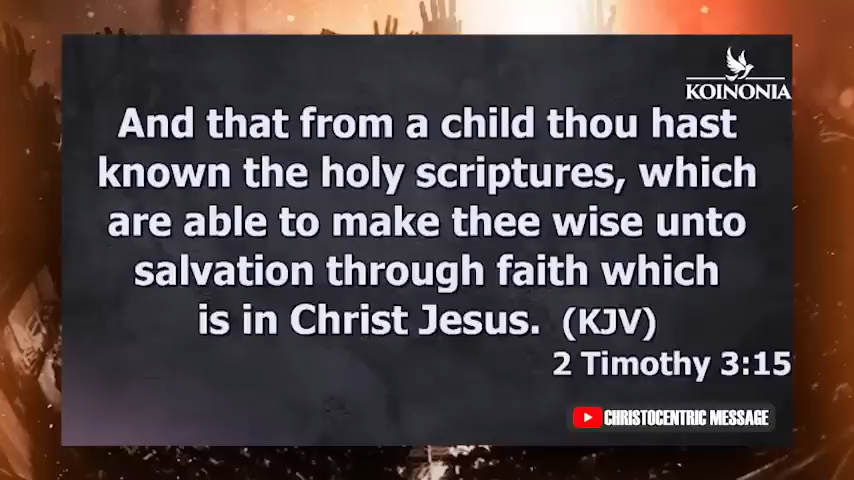 KOINONIA
And that from a child thou hast
known the holy scriptures, which
are able to make thee wise unto
salvation through faith which
is in Christ Jesus. (KJV)
2 Timothy 3:15
CHRISTOCENTRIC MESSAGE